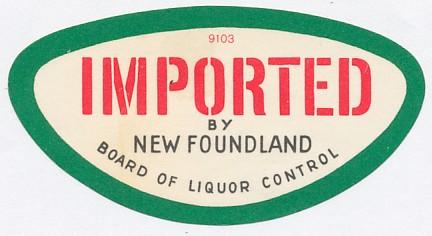 9103
IMPORTED
BY
NEW FOUNDLAND
BOARD OF LIQUOR CONTROL